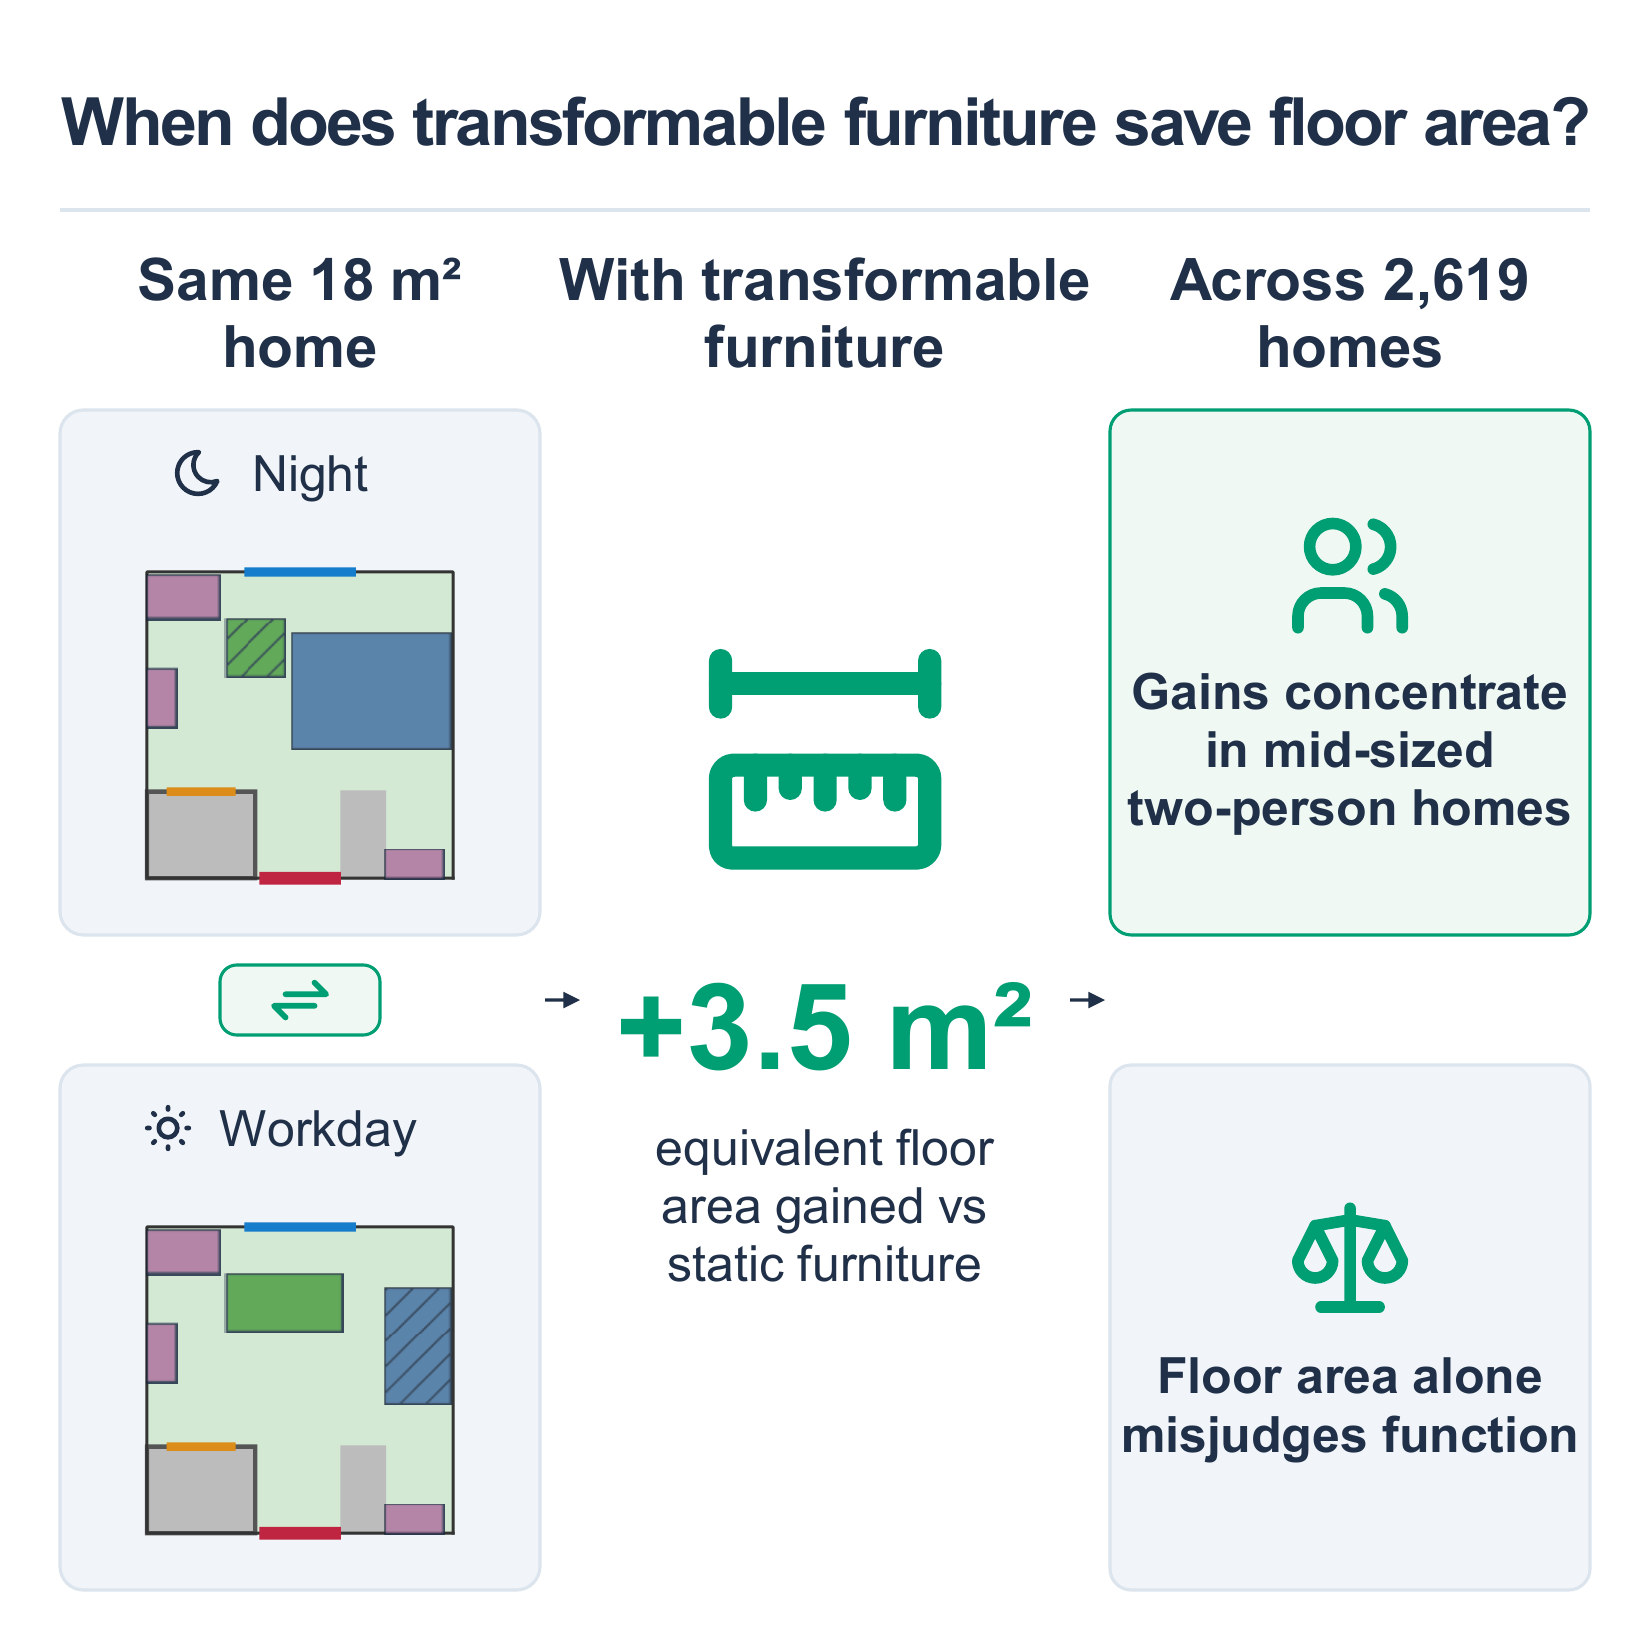 When does transformable furniture save floor area?
Same 18 m²
home
Night
Workday
With transformable
furniture
+3.5 m²
equivalent floor
area gained vs
static furniture
Across 2,619
homes
Gains concentrate
in mid-sized
two-person homes
Floor area alone
misjudges function